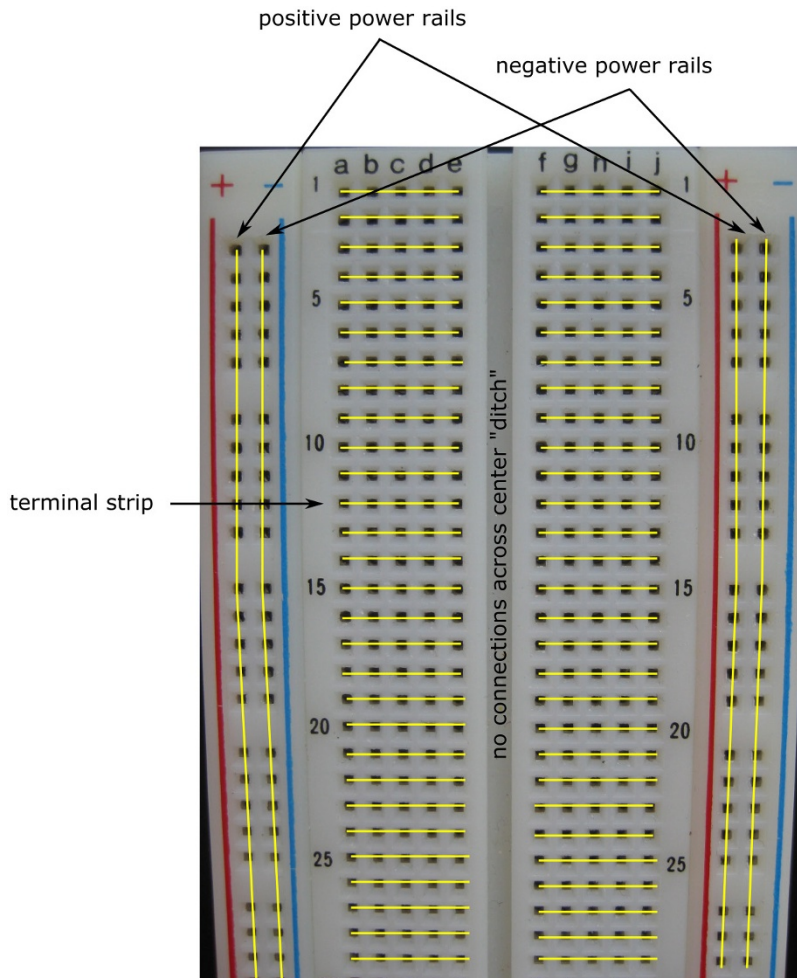 positive power rails
negative power rails
a b c d e f g h i j
1 1
+ - + -
5 5
10 10
terminal strip
no connections across center "ditch"
15 15
20 20
25 25